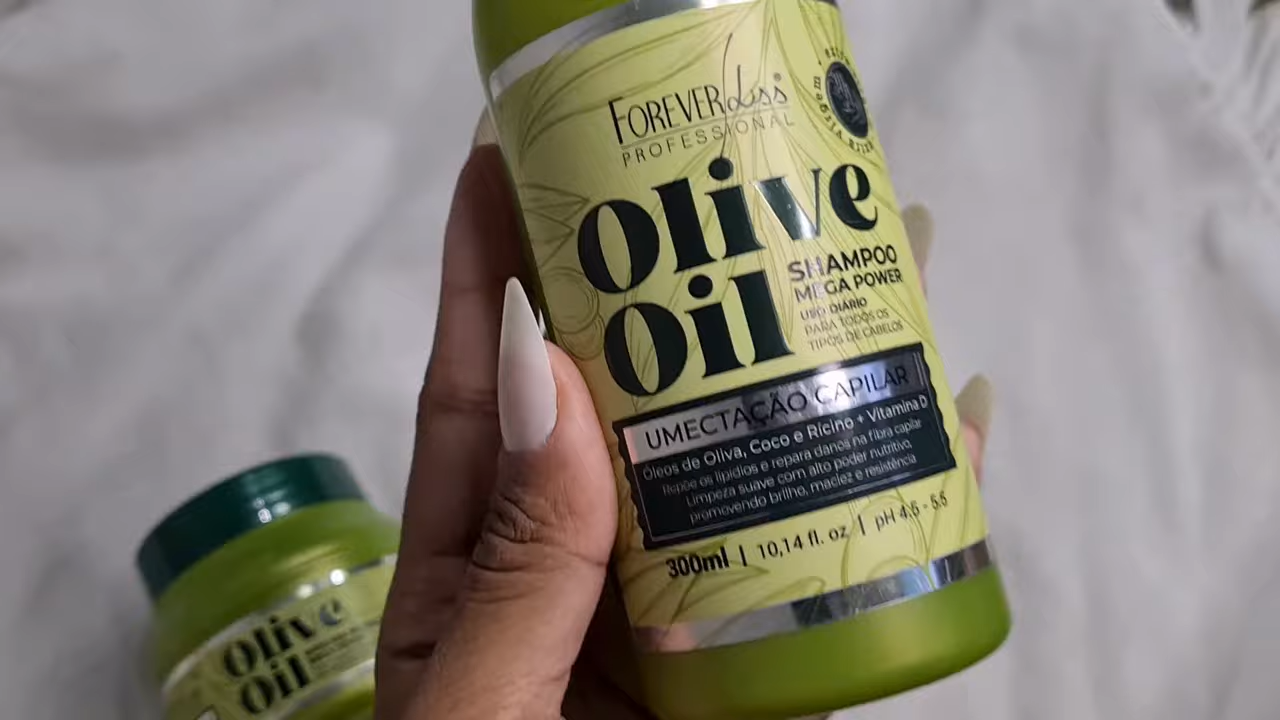 FOREVER Liss
PROFESSIONAL
olive
oil
SHAMPOO
MEGA POWER
USO DIÁRIO
PARA TODOS OS
TIPOS DE CABELOS
UMECTAÇÃO CAPILAR
Óleos de Oliva, Coco e Rícino + Vitamina D
Repõe os lipídios e repara danos na fibra capilar
Limpeza suave com alto poder nutritivo,
promovendo brilho, maciez e resistência
300ml | 10,14 fl. oz | pH 4,5 - 5,5
olive
oil